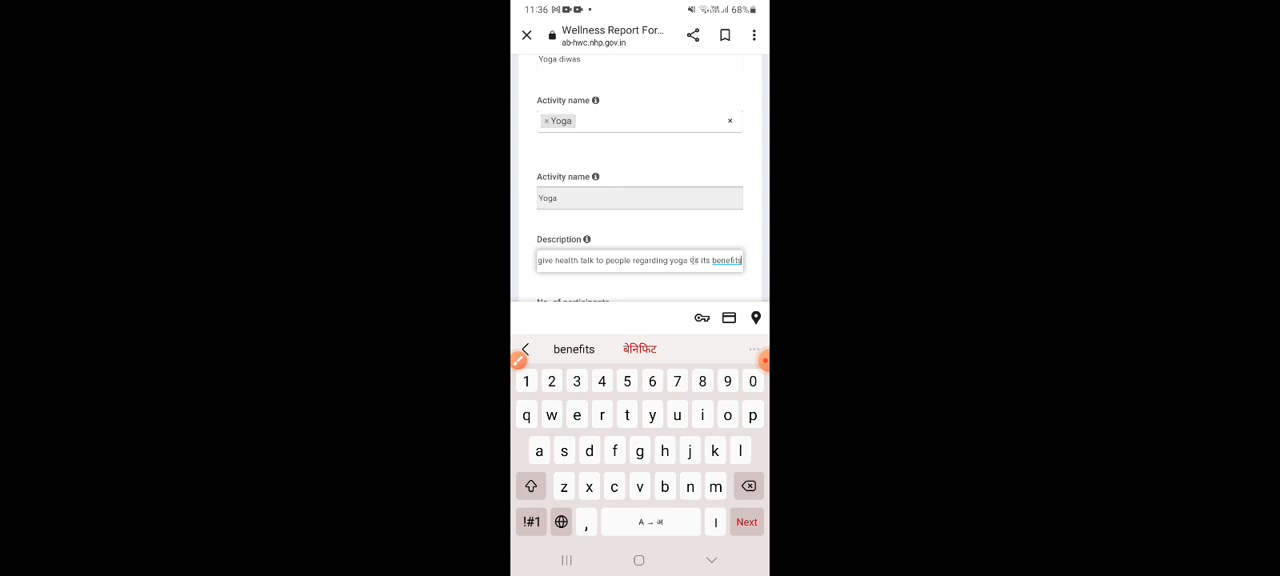 11:36
68%
Wellness Report For...
ab-hwc.nhp.gov.in
Yoga diwas
Activity name
× Yoga ×
Activity name
Yoga
Description
give health talk to people regarding yoga एंड its benefits
No. of participants
benefits बेनिफिट
1 2 3 4 5 6 7 8 9 0
q w e r t y u i o p
a s d f g h j k l
z x c v b n m
!#1 , A → अ | Next